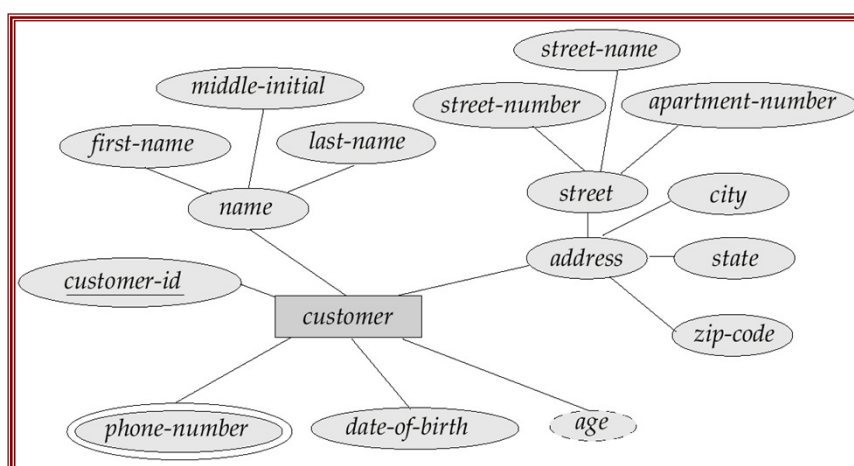 street-name
middle-initial
street-number
apartment-number
first-name
last-name
name
street
city
customer-id
address
state
customer
zip-code
phone-number
date-of-birth
age